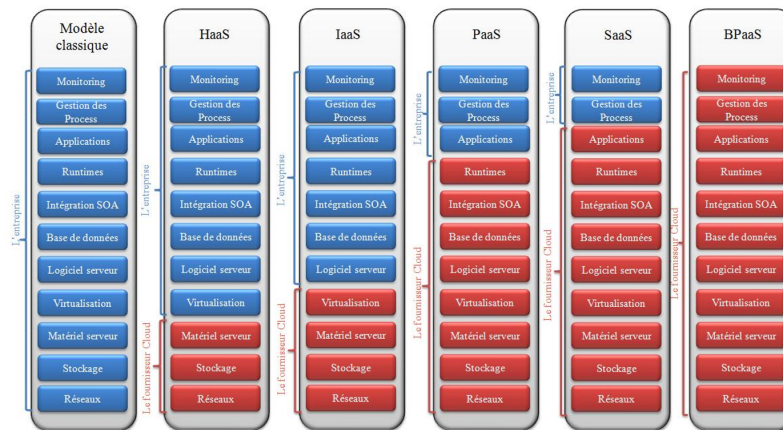 Modèle
classique
L'entreprise
Monitoring
Gestion des
Process
Applications
Runtimes
Intégration SOA
Base de données
Logiciel serveur
Virtualisation
Matériel serveur
Stockage
Réseaux
HaaS
L'entreprise
Le fournisseur Cloud
Monitoring
Gestion des
Process
Applications
Runtimes
Intégration SOA
Base de données
Logiciel serveur
Virtualisation
Matériel serveur
Stockage
Réseaux
IaaS
L'entreprise
Le fournisseur Cloud
Monitoring
Gestion des
Process
Applications
Runtimes
Intégration SOA
Base de données
Logiciel serveur
Virtualisation
Matériel serveur
Stockage
Réseaux
PaaS
L'entreprise
Le fournisseur Cloud
Monitoring
Gestion des
Process
Applications
Runtimes
Intégration SOA
Base de données
Logiciel serveur
Virtualisation
Matériel serveur
Stockage
Réseaux
SaaS
L'entreprise
Le fournisseur Cloud
Monitoring
Gestion des
Process
Applications
Runtimes
Intégration SOA
Base de données
Logiciel serveur
Virtualisation
Matériel serveur
Stockage
Réseaux
BPaaS
Le fournisseur Cloud
Monitoring
Gestion des
Process
Applications
Runtimes
Intégration SOA
Base de données
Logiciel serveur
Virtualisation
Matériel serveur
Stockage
Réseaux